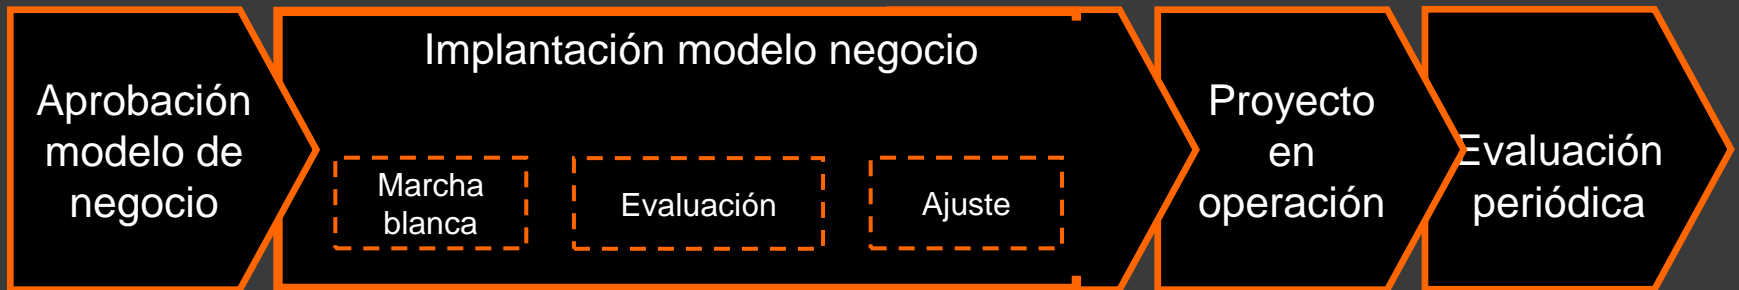 Aprobación
modelo de
negocio
Implantación modelo negocio
Marcha
blanca
Evaluación
Ajuste
Proyecto
en
operación
Evaluación
periódica